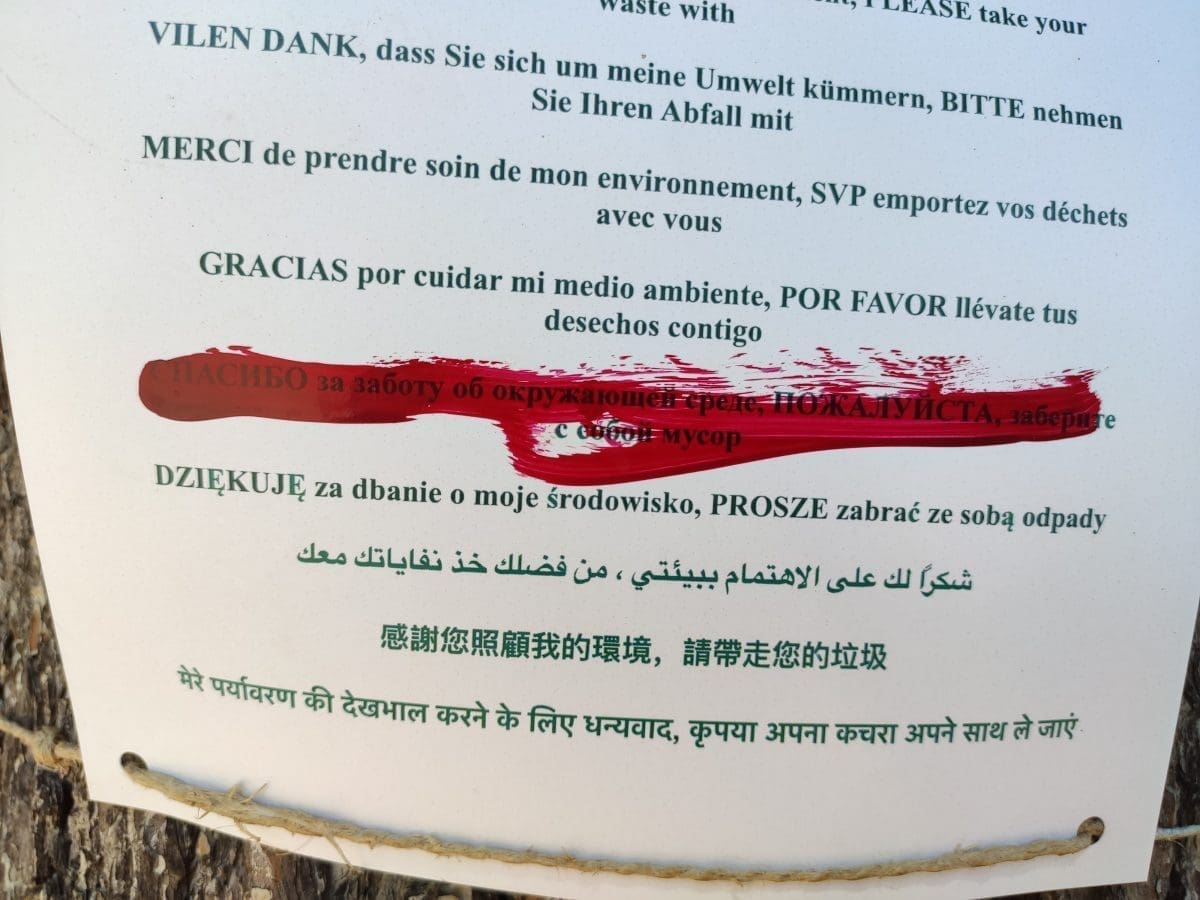 PLEASE take your
waste with
VILEN DANK, dass Sie sich um meine Umwelt kümmern, BITTE nehmen
Sie Ihren Abfall mit
MERCI de prendre soin de mon environnement, SVP emportez vos déchets
avec vous
GRACIAS por cuidar mi medio ambiente, POR FAVOR llévate tus
desechos contigo
СПАСИБО за заботу об окружающей среде, ПОЖАЛУЙСТА, заберите
с собой мусор
DZIĘKUJĘ za dbanie o moje środowisko, PROSZE zabrać ze sobą odpady
شكراً لك على الاهتمام ببيئتي ، من فضلك خذ نفاياتك معك
感謝您照顧我的環境，請帶走您的垃圾
मेरे पर्यावरण की देखभाल करने के लिए धन्यवाद, कृपया अपना कचरा अपने साथ ले जाएं